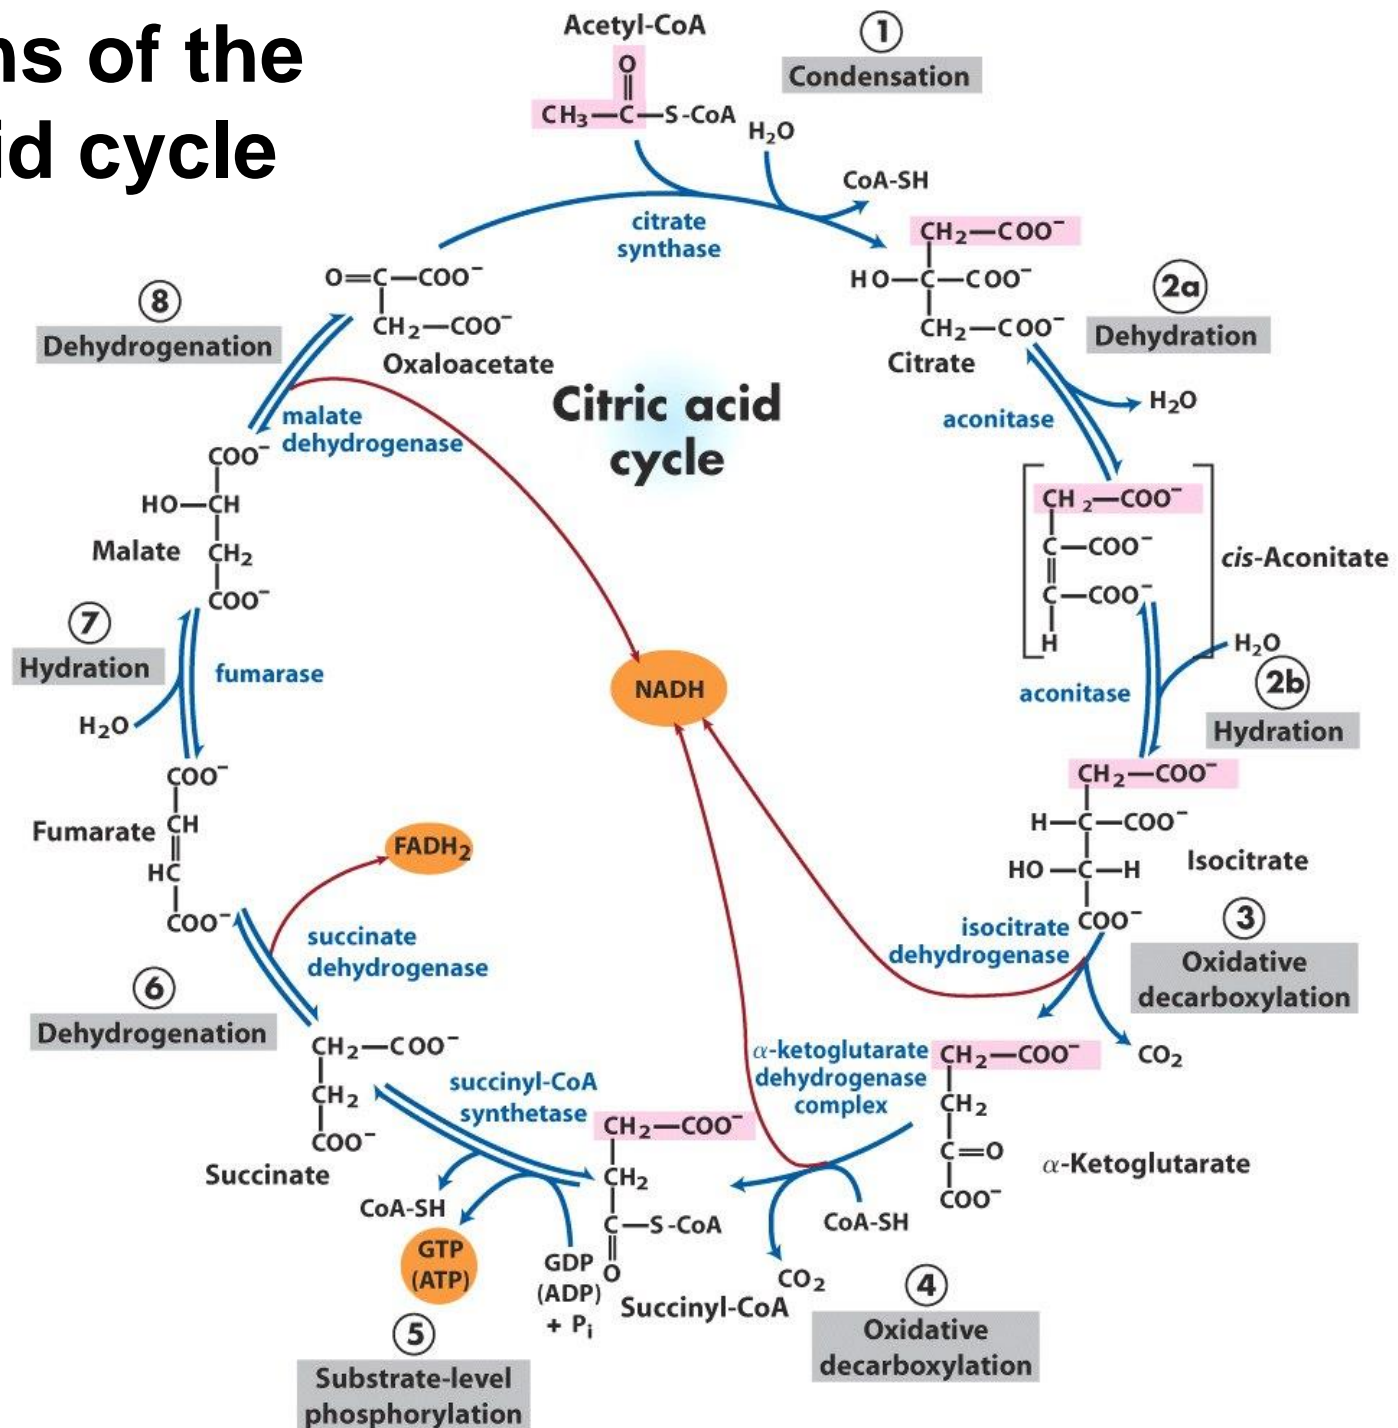 ns of the
id cycle
Acetyl-CoA
O
CH₃—C—S-CoA
1
Condensation
H₂O
CoA-SH
citrate
synthase
CH₂—COO⁻
HO—C—COO⁻
CH₂—COO⁻
Citrate
2a
Dehydration
H₂O
aconitase
CH₂—COO⁻
C—COO⁻
C—COO⁻
H
cis-Aconitate
H₂O
2b
Hydration
aconitase
CH₂—COO⁻
H—C—COO⁻
HO—C—H
COO⁻
Isocitrate
isocitrate
dehydrogenase
3
Oxidative
decarboxylation
CO₂
CH₂—COO⁻
CH₂
C=O
COO⁻
α-Ketoglutarate
α-ketoglutarate
dehydrogenase
complex
CoA-SH
CO₂
4
Oxidative
decarboxylation
CH₂—COO⁻
CH₂
C—S-CoA
O
Succinyl-CoA
succinyl-CoA
synthetase
GDP
(ADP)
+ Pᵢ
CoA-SH
GTP
(ATP)
5
Substrate-level
phosphorylation
CH₂—COO⁻
CH₂
COO⁻
Succinate
6
Dehydrogenation
succinate
dehydrogenase
FADH₂
COO⁻
CH
HC
COO⁻
Fumarate
7
Hydration
H₂O
fumarase
COO⁻
HO—CH
CH₂
COO⁻
Malate
8
Dehydrogenation
malate
dehydrogenase
O=C—COO⁻
CH₂—COO⁻
Oxaloacetate
Citric acid
cycle
NADH